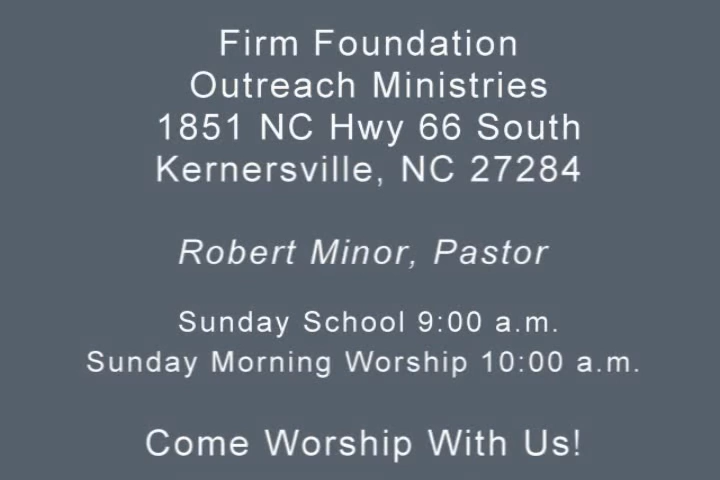 Firm Foundation
Outreach Ministries
1851 NC Hwy 66 South
Kernersville, NC 27284
Robert Minor, Pastor
Sunday School 9:00 a.m.
Sunday Morning Worship 10:00 a.m.
Come Worship With Us!